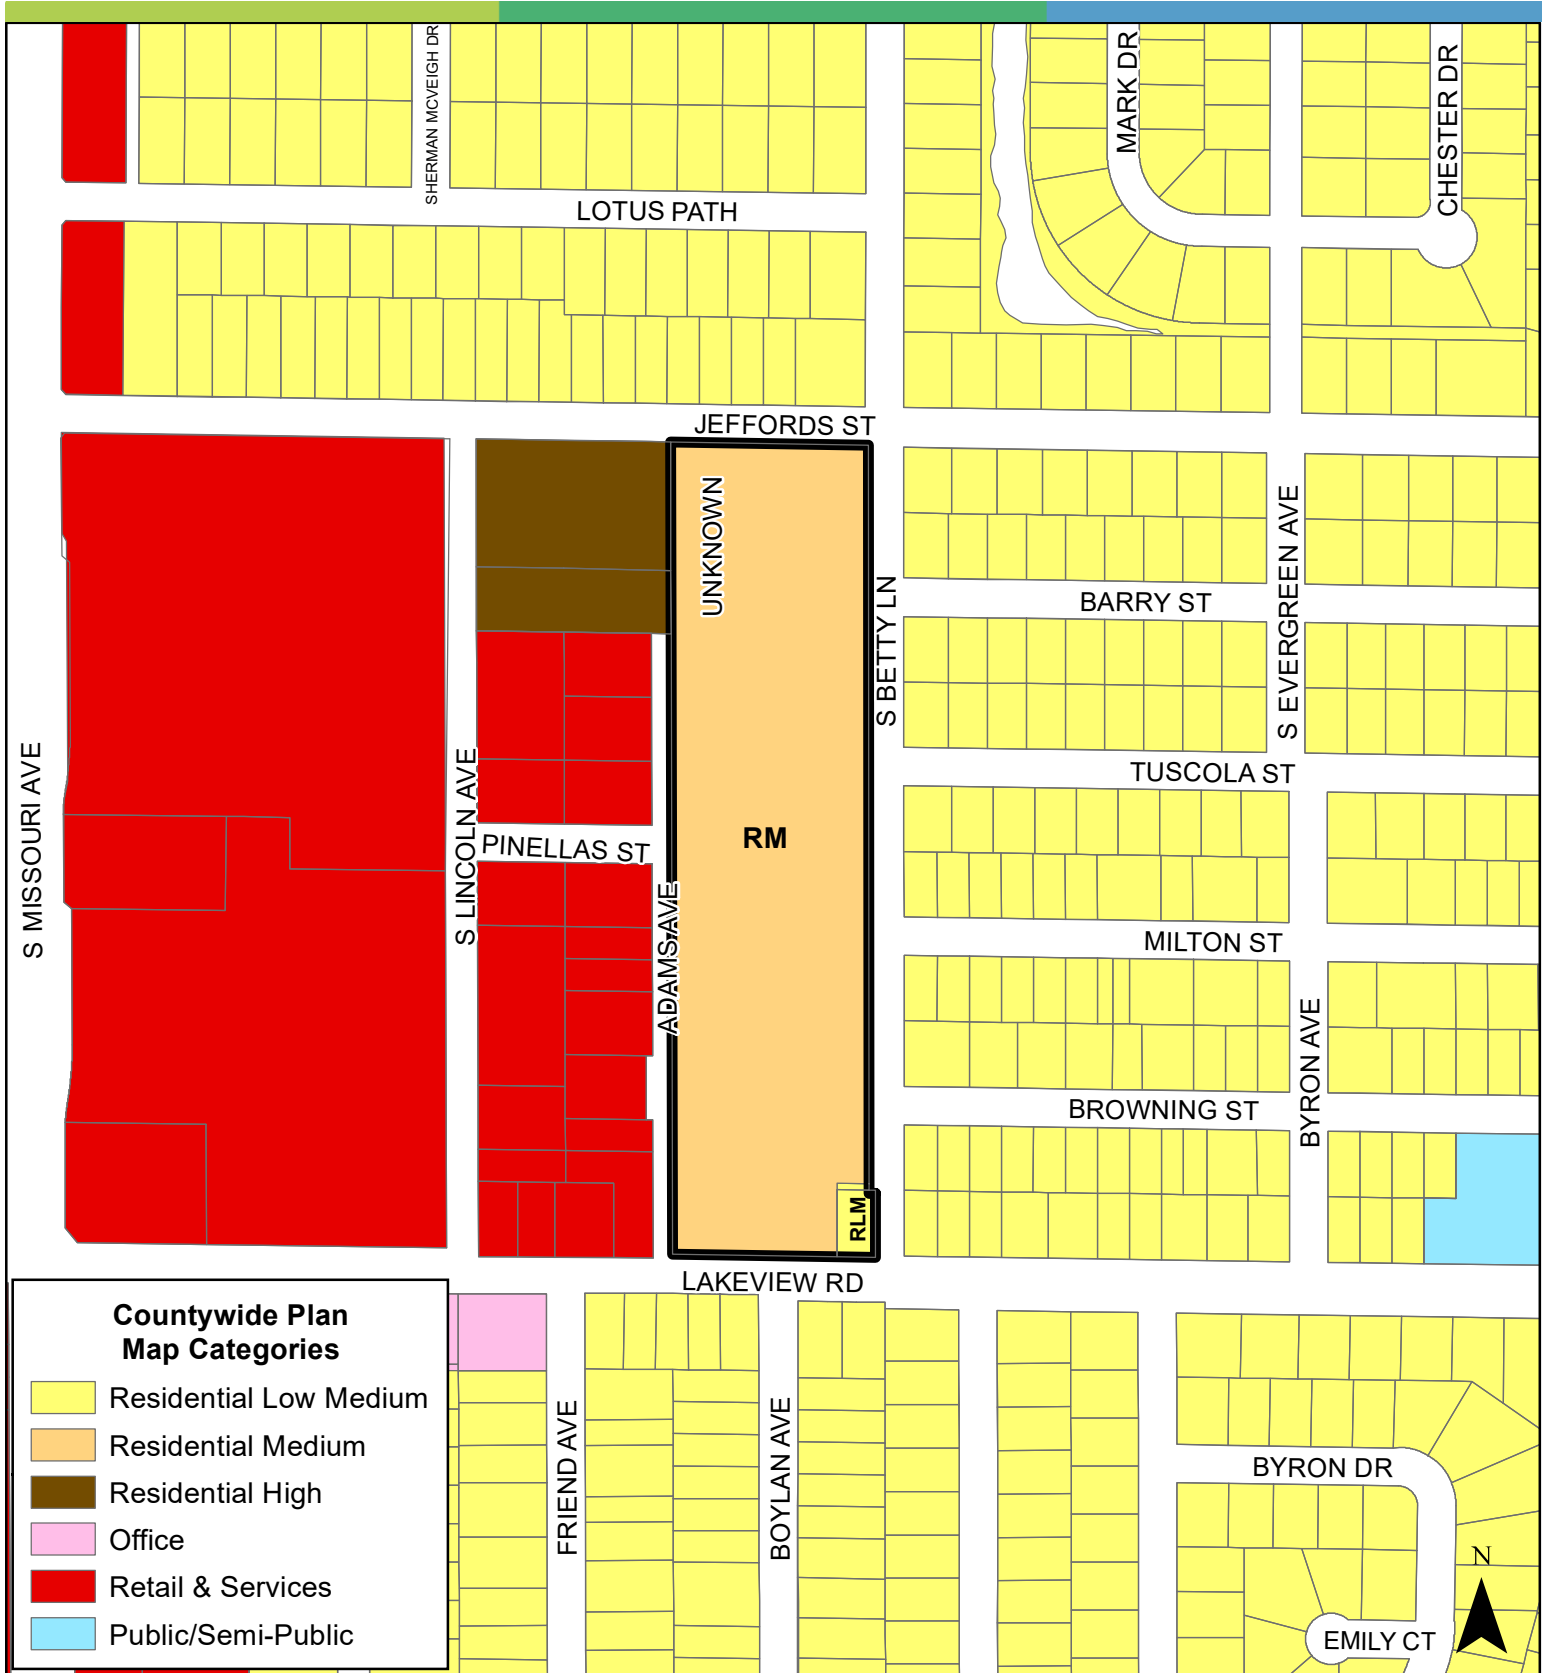 SHERMAN MCVEIGH DR
MARK DR
CHESTER DR
LOTUS PATH
JEFFORDS ST
UNKNOWN
S BETTY LN
S EVERGREEN AVE
BARRY ST
S MISSOURI AVE
S LINCOLN AVE
TUSCOLA ST
PINELLAS ST
RM
ADAMS AVE
MILTON ST
BYRON AVE
BROWNING ST
RLM
LAKEVIEW RD
Countywide Plan
Map Categories
Residential Low Medium
Residential Medium
Residential High
Office
Retail & Services
Public/Semi-Public
FRIEND AVE
BOYLAN AVE
BYRON DR
N
EMILY CT